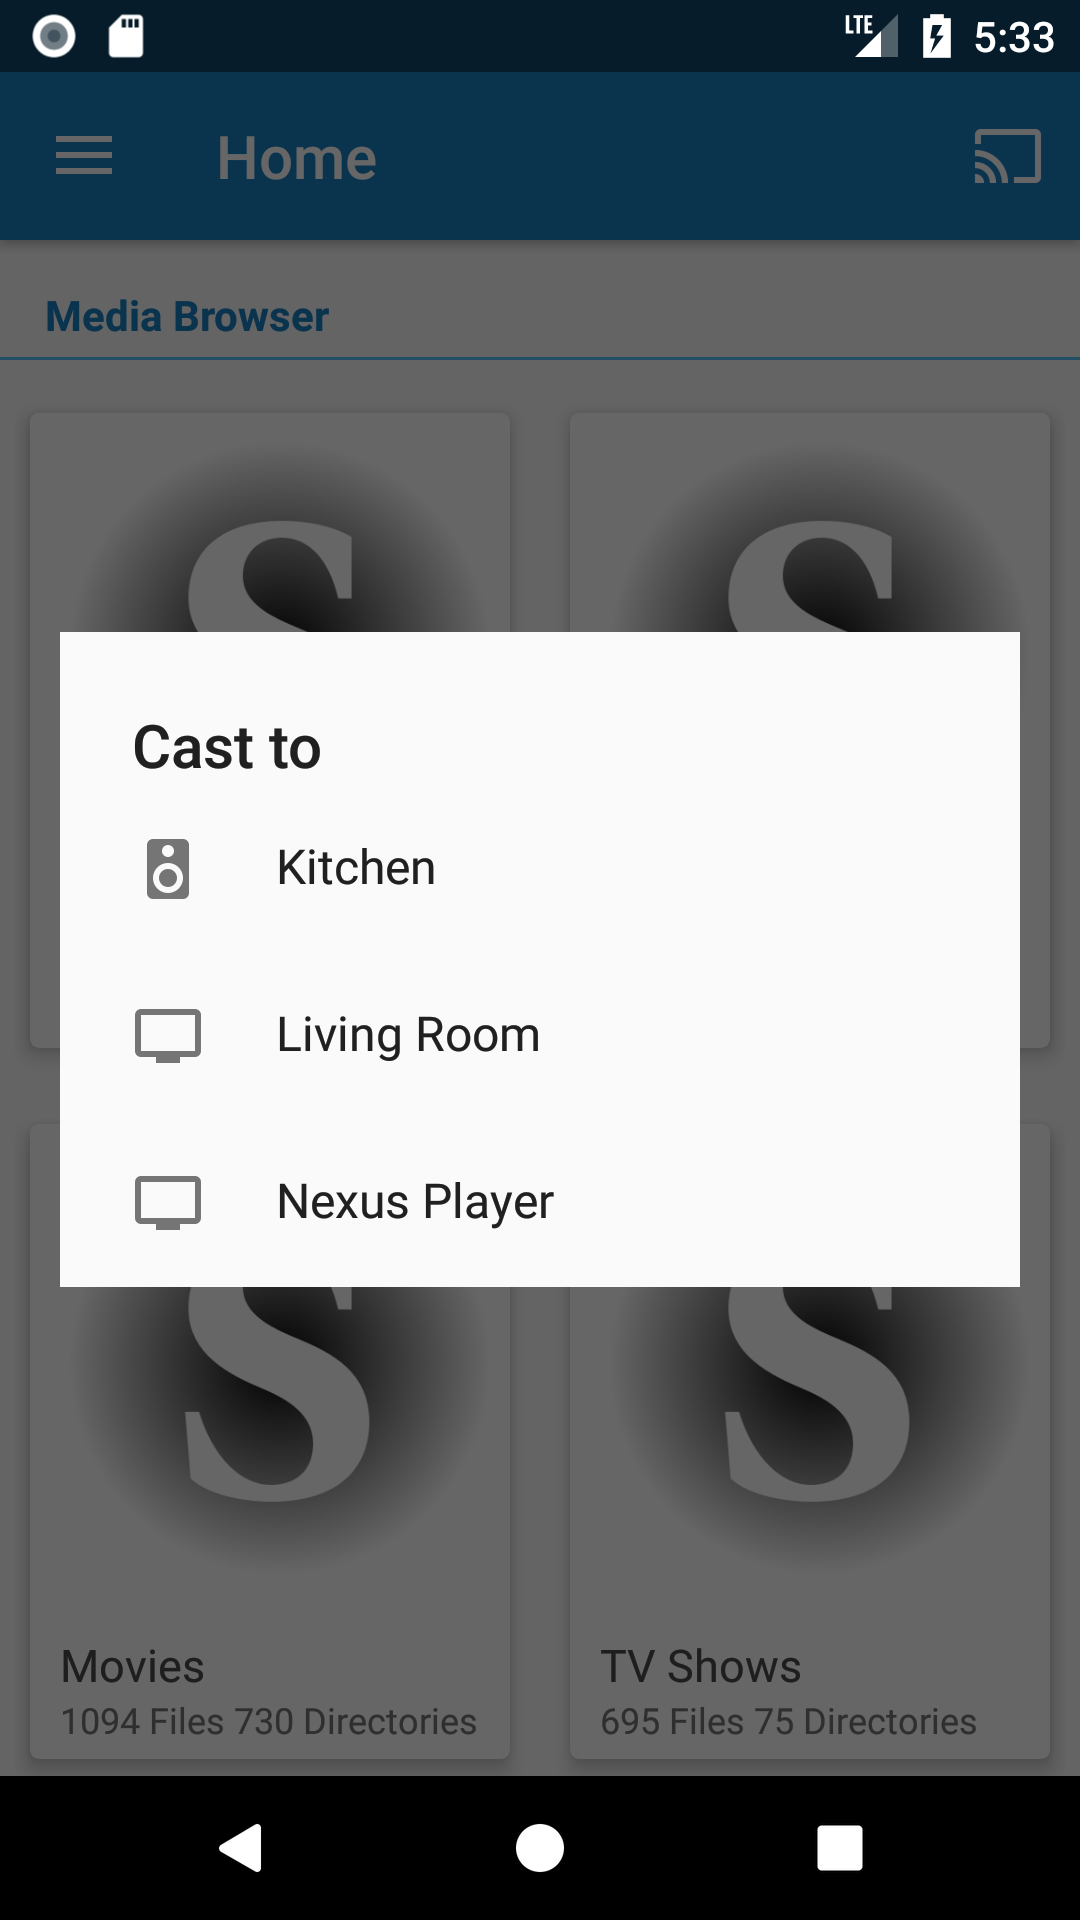 LTE 5:33
Home
Media Browser
S S
Cast to
Kitchen
Living Room
Nexus Player
S S
Movies TV Shows
1094 Files 730 Directories 695 Files 75 Directories